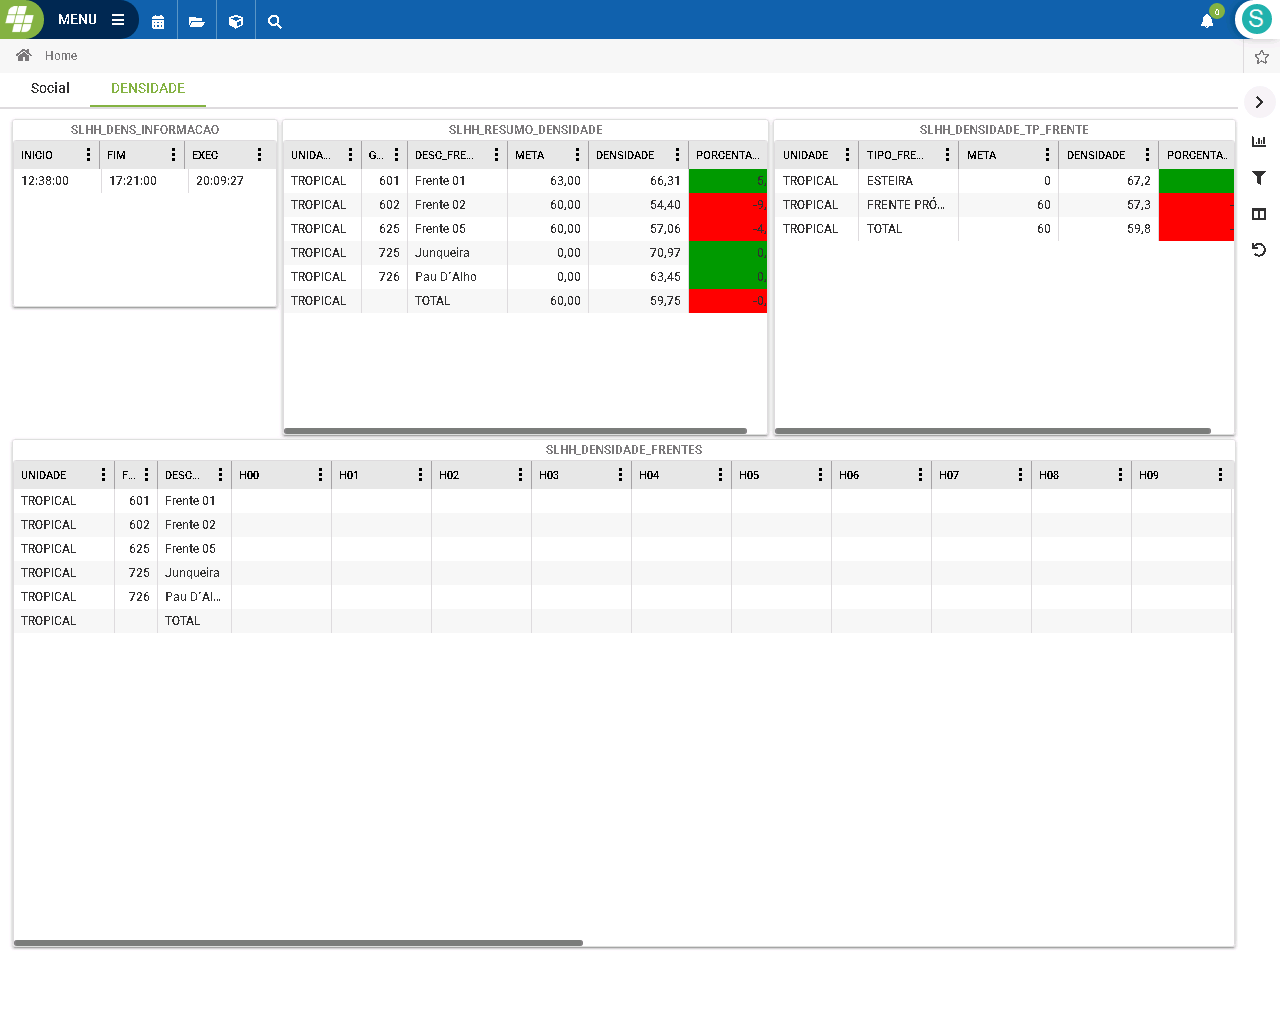 MENU
0
S
Home
Social DENSIDADE
SLHH_DENS_INFORMACAO
INICIO FIM EXEC
12:38:00 17:21:00 20:09:27
SLHH_RESUMO_DENSIDADE
UNIDA... G... DESC_FRE... META DENSIDADE PORCENTA...
TROPICAL 601 Frente 01 63,00 66,31 5,
TROPICAL 602 Frente 02 60,00 54,40 -9
TROPICAL 625 Frente 05 60,00 57,06 -4
TROPICAL 725 Junqueira 0,00 70,97 0,
TROPICAL 726 Pau D´Alho 0,00 63,45 0,
TROPICAL TOTAL 60,00 59,75 -0
SLHH_DENSIDADE_TP_FRENTE
UNIDADE TIPO_FRE... META DENSIDADE PORCENTA..
TROPICAL ESTEIRA 0 67,2
TROPICAL FRENTE PRÓ... 60 57,3
TROPICAL TOTAL 60 59,8
SLHH_DENSIDADE_FRENTES
UNIDADE F... DESC... H00 H01 H02 H03 H04 H05 H06 H07 H08 H09
TROPICAL 601 Frente 01
TROPICAL 602 Frente 02
TROPICAL 625 Frente 05
TROPICAL 725 Junqueira
TROPICAL 726 Pau D´Al...
TROPICAL TOTAL